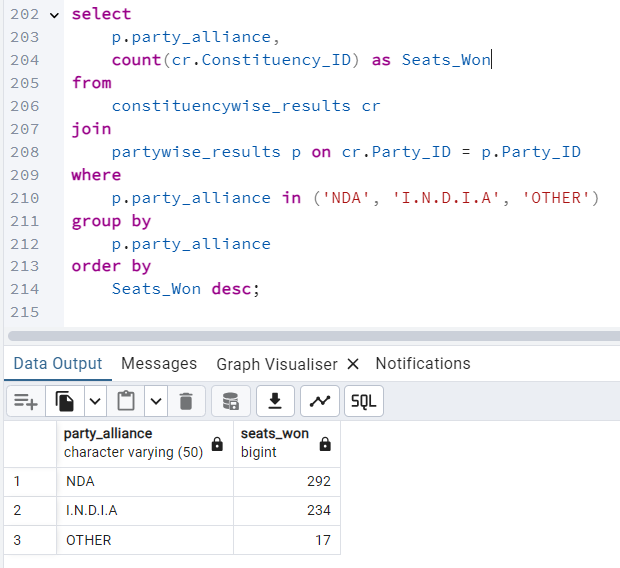 202 select
203     p.party_alliance,
204     count(cr.Constituency_ID) as Seats_Won
205 from
206     constituencywise_results cr
207 join
208     partywise_results p on cr.Party_ID = p.Party_ID
209 where
210     p.party_alliance in ('NDA', 'I.N.D.I.A', 'OTHER')
211 group by
212     p.party_alliance
213 order by
214     Seats_Won desc;
215
Data Output Messages Graph Visualiser × Notifications
SQL
party_alliance seats_won
character varying (50) bigint
1 NDA 292
2 I.N.D.I.A 234
3 OTHER 17